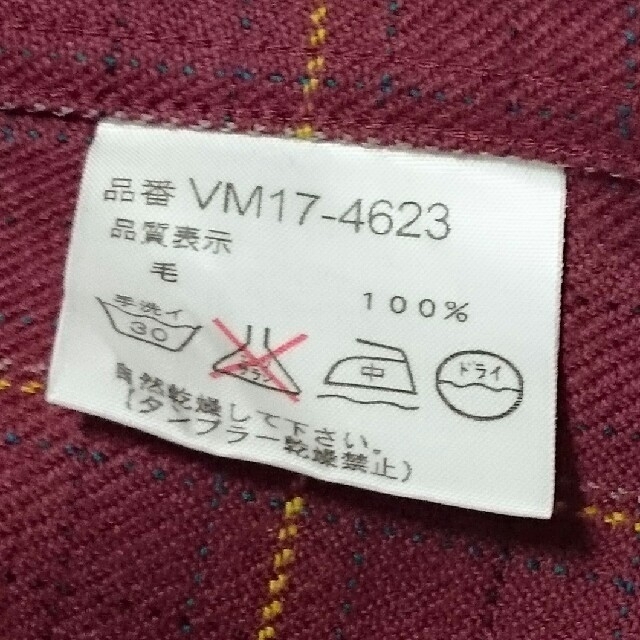 品番 VM17-4623
品質表示
毛 100%
手洗イ
30
中
ドライ
自然乾燥して下さい。
(タンブラー乾燥禁止)